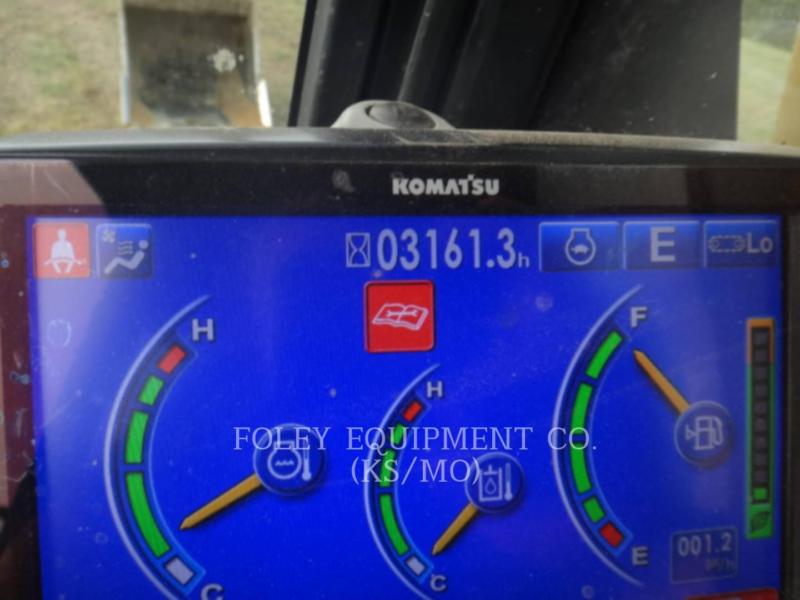 KOMATSU
03161.3h
E
Lo
H
F
H
FOLEY EQUIPMENT CO.
(KS/MO)
E
001.2
C
C